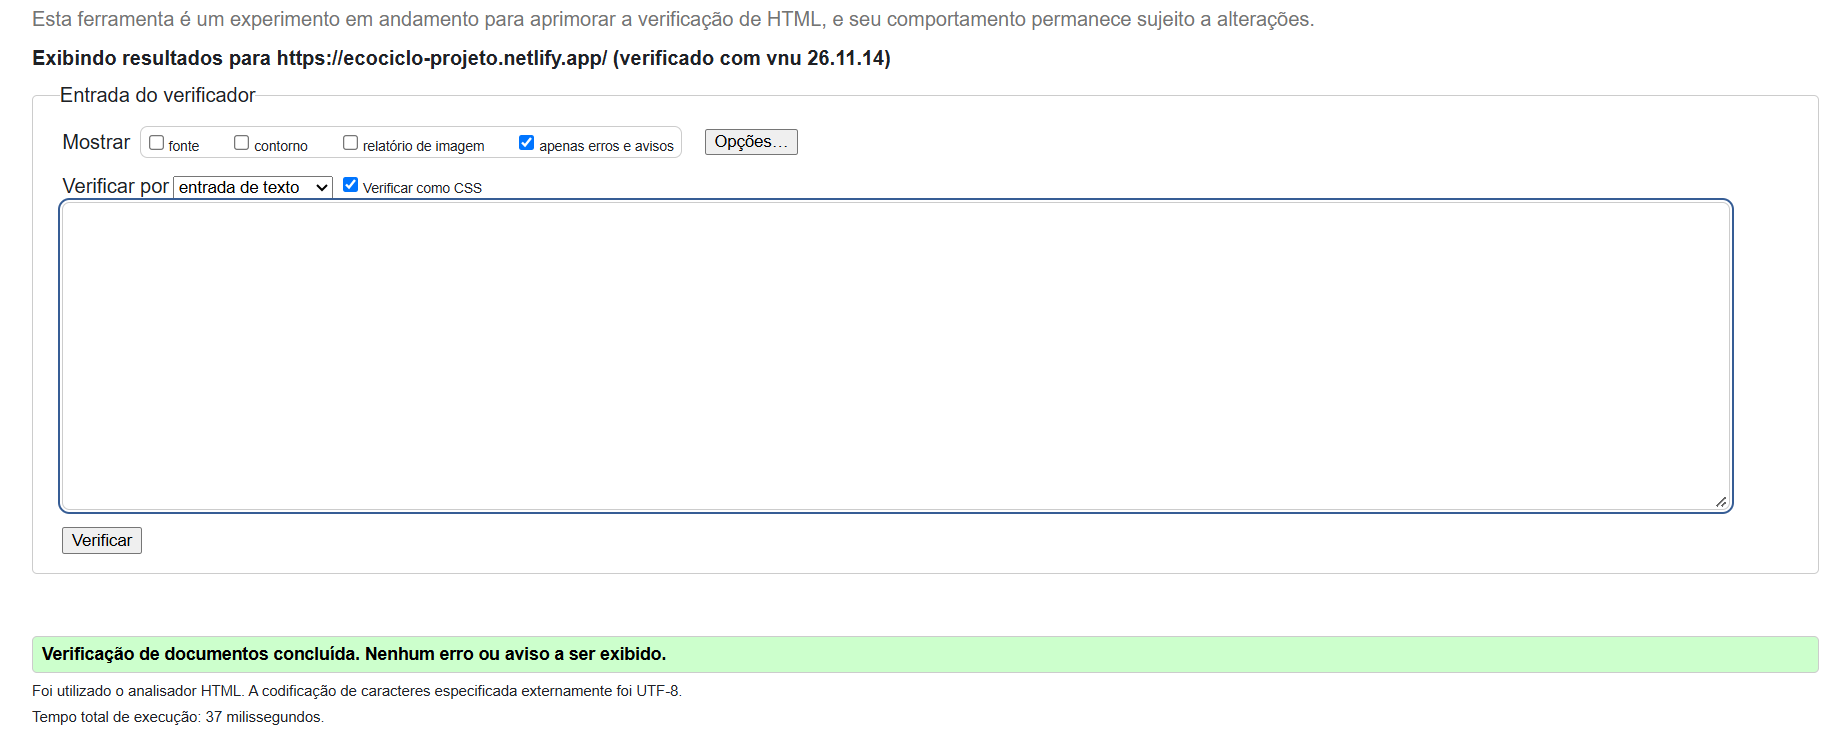 Esta ferramenta é um experimento em andamento para aprimorar a verificação de HTML, e seu comportamento permanece sujeito a alterações.
Exibindo resultados para https://ecociclo-projeto.netlify.app/ (verificado com vnu 26.11.14)
Entrada do verificador
Mostrar fonte contorno relatório de imagem apenas erros e avisos Opções…
Verificar por entrada de texto Verificar como CSS
Verificar
Verificação de documentos concluída. Nenhum erro ou aviso a ser exibido.
Foi utilizado o analisador HTML. A codificação de caracteres especificada externamente foi UTF-8.
Tempo total de execução: 37 milissegundos.